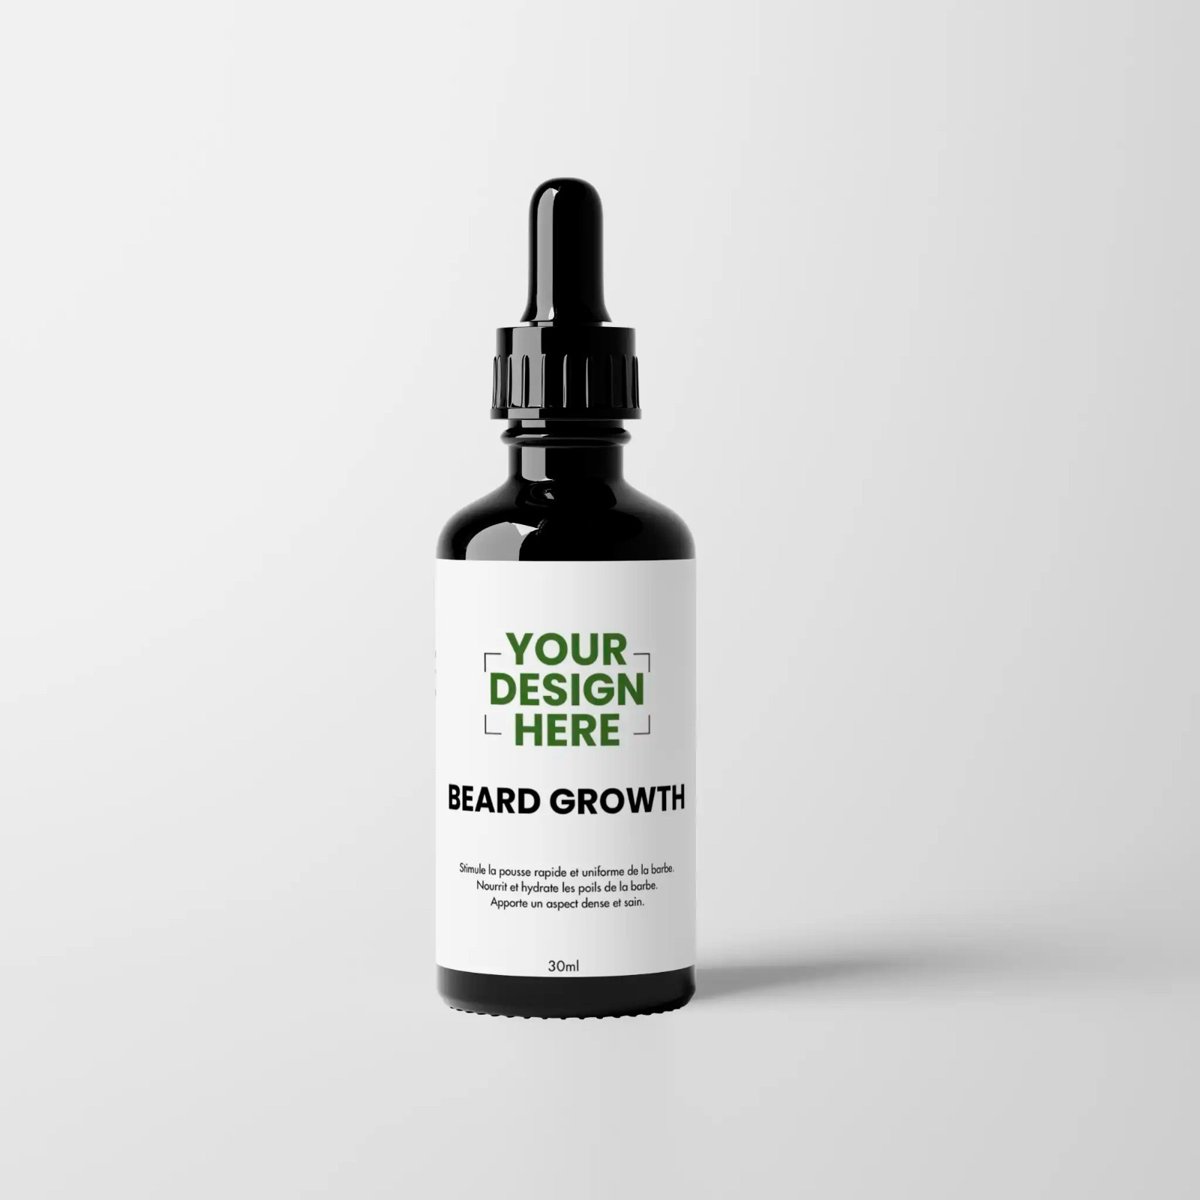 YOUR
DESIGN
HERE
BEARD GROWTH
Stimule la pousse rapide et uniforme de la barbe.
Nourrit et hydrate les poils de la barbe.
Apporte un aspect dense et sain.
30ml